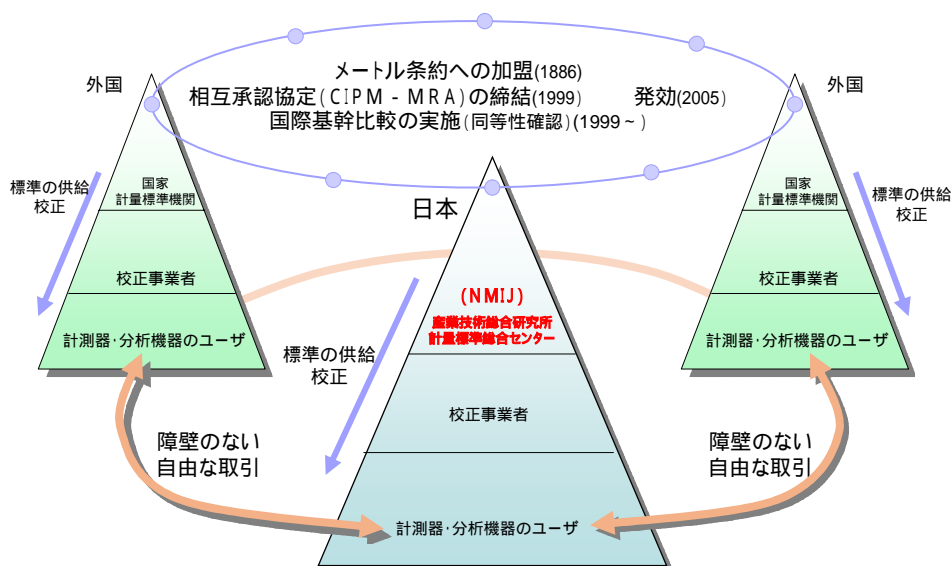 メートル条約への加盟(1886)
相互承認協定(CIPM - MRA)の締結(1999) 発効(2005)
国際基幹比較の実施(同等性確認)(1999~)
外国
標準の供給
校正
国家
計量標準機関
校正事業者
計測器・分析機器のユーザ
日本
標準の供給
校正
(NMIJ)
産業技術総合研究所
計量標準総合センター
校正事業者
計測器・分析機器のユーザ
外国
標準の供給
校正
国家
計量標準機関
校正事業者
計測器・分析機器のユーザ
障壁のない
自由な取引
障壁のない
自由な取引